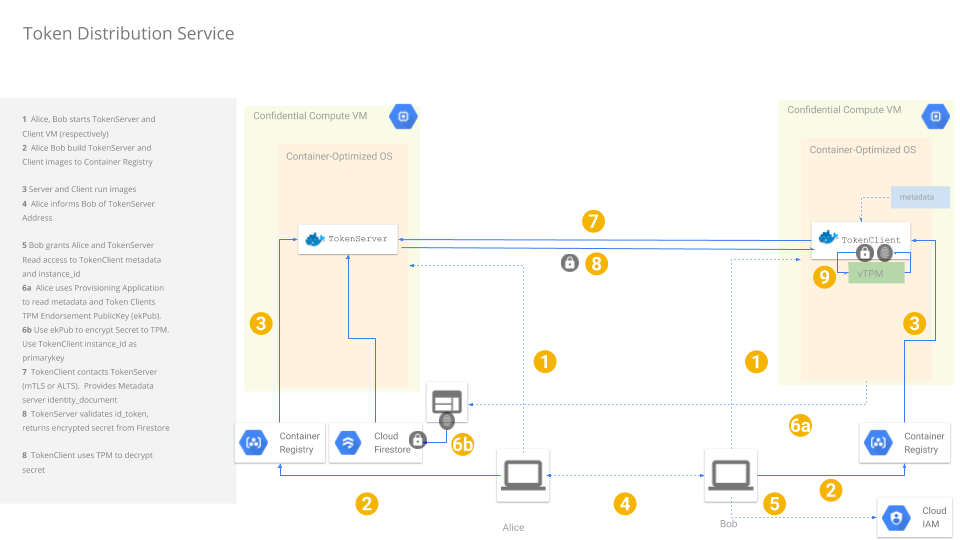 Token Distribution Service
1 Alice, Bob starts TokenServer and
Client VM (respectively)
2 Alice Bob build TokenServer and
Client images to Container Registry
3 Server and Client run images
4 Alice informs Bob of TokenServer
Address
5 Bob grants Alice and TokenServer
Read access to TokenClient metadata
and instance_id
6a Alice uses Provisioning Application
to read metadata and Token Clients
TPM Endorsement PublicKey (ekPub).
6b Use ekPub to encrypt Secret to TPM.
Use TokenClient instance_id as
primarykey
7 TokenClient contacts TokenServer
(mTLS or ALTS). Provides Metadata
server identity_document
8 TokenServer validates id_token,
returns encrypted secret from Firestore
8 TokenClient uses TPM to decrypt
secret
Confidential Compute VM
Container-Optimized OS
TokenServer
Confidential Compute VM
Container-Optimized OS
metadata
TokenClient
vTPM
7
8
9
3
3
1
1
6a
6b
Container
Registry
Cloud
Firestore
Container
Registry
2
4
5
2
Alice
Bob
Cloud
IAM